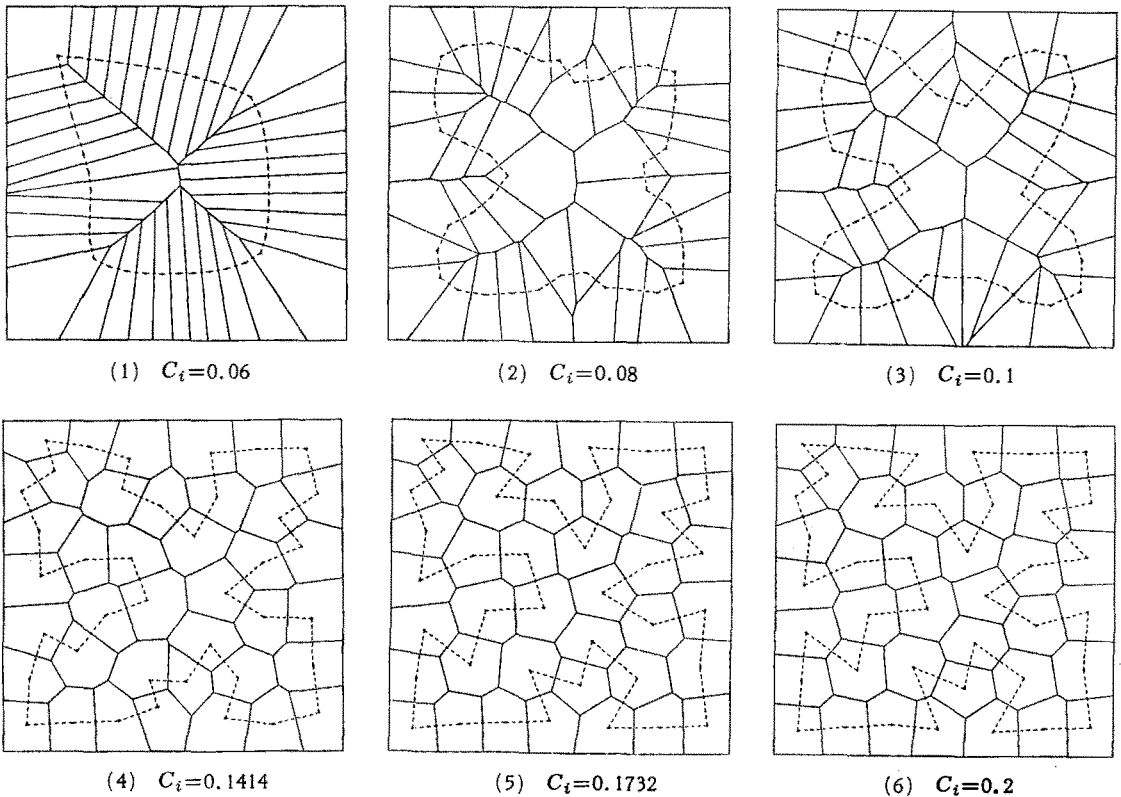 (1) C_i=0.06
(2) C_i=0.08
(3) C_i=0.1
(4) C_i=0.1414
(5) C_i=0.1732
(6) C_i=0.2